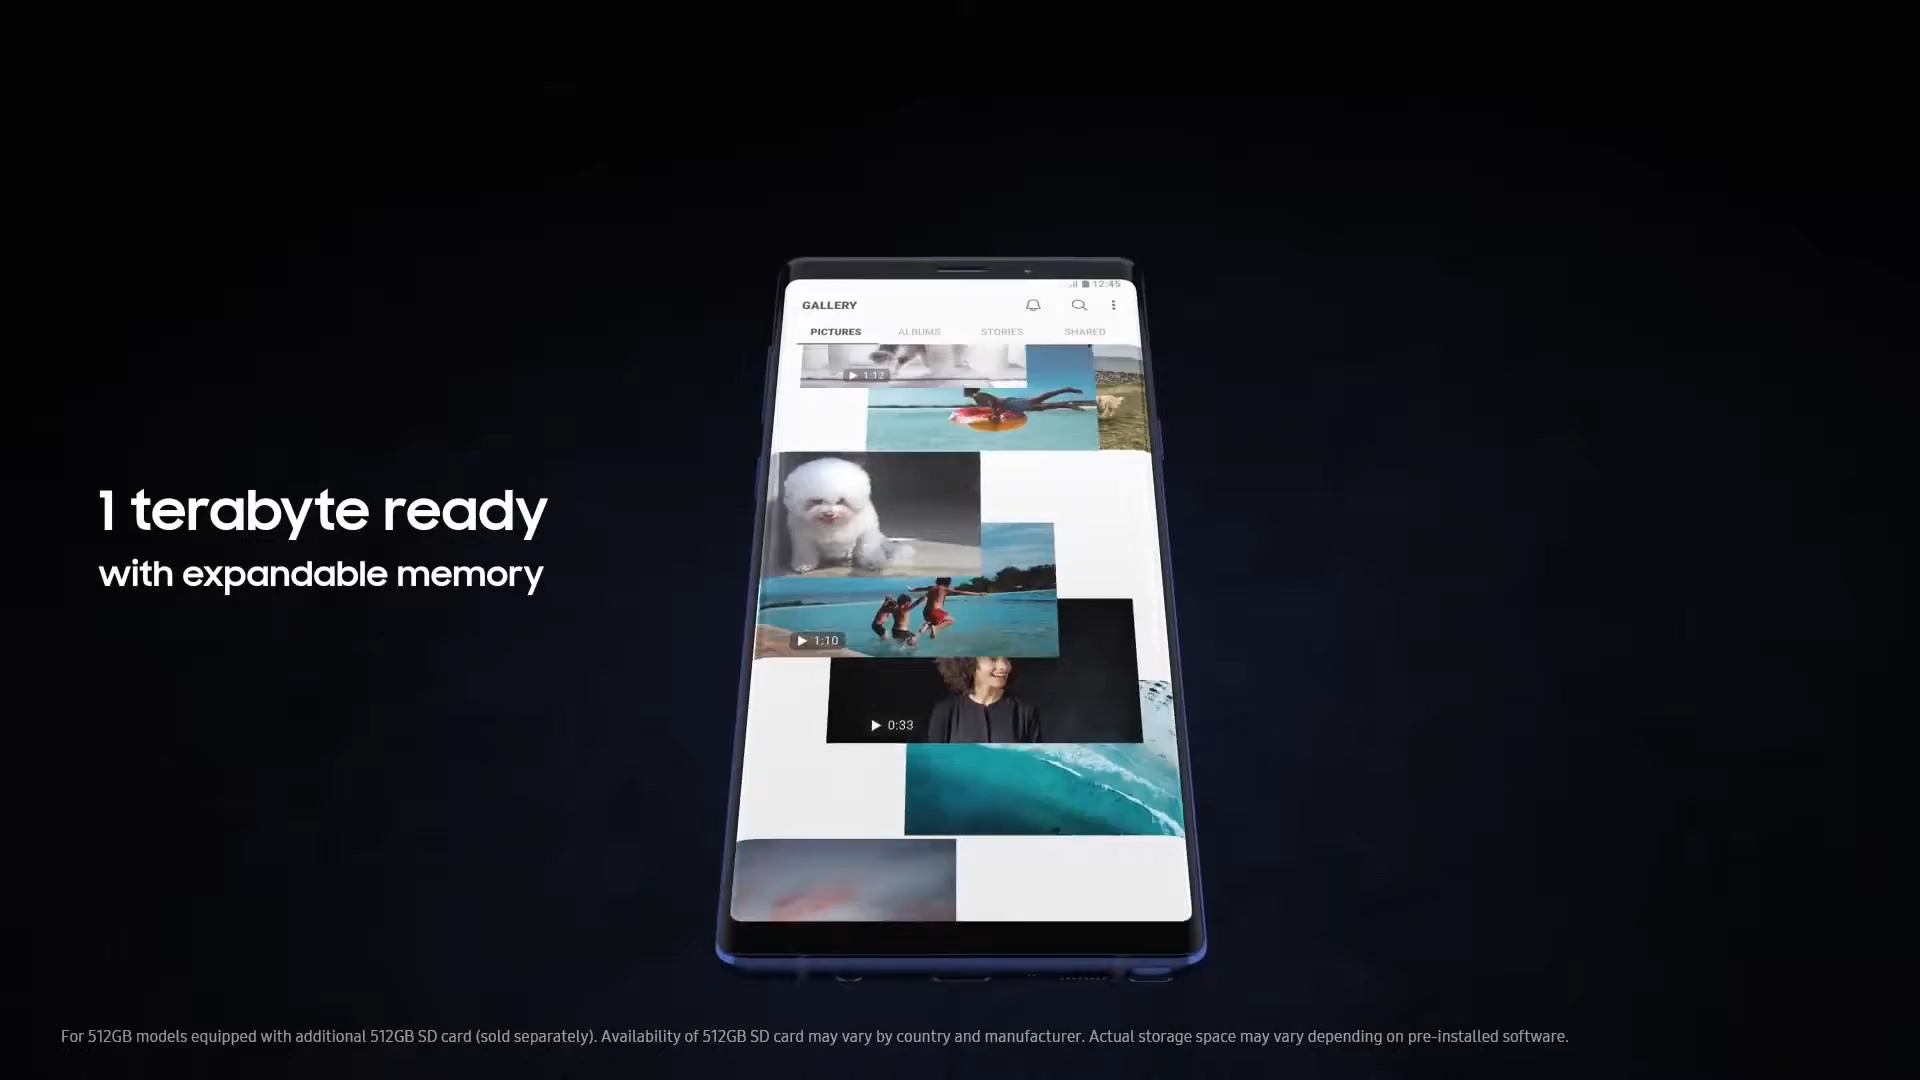 12:45
GALLERY
PICTURES ALBUMS STORIES SHARED
1:12
1 terabyte ready
with expandable memory
1:10
0:33
For 512GB models equipped with additional 512GB SD card (sold separately). Availability of 512GB SD card may vary by country and manufacturer. Actual storage space may vary depending on pre-installed software.